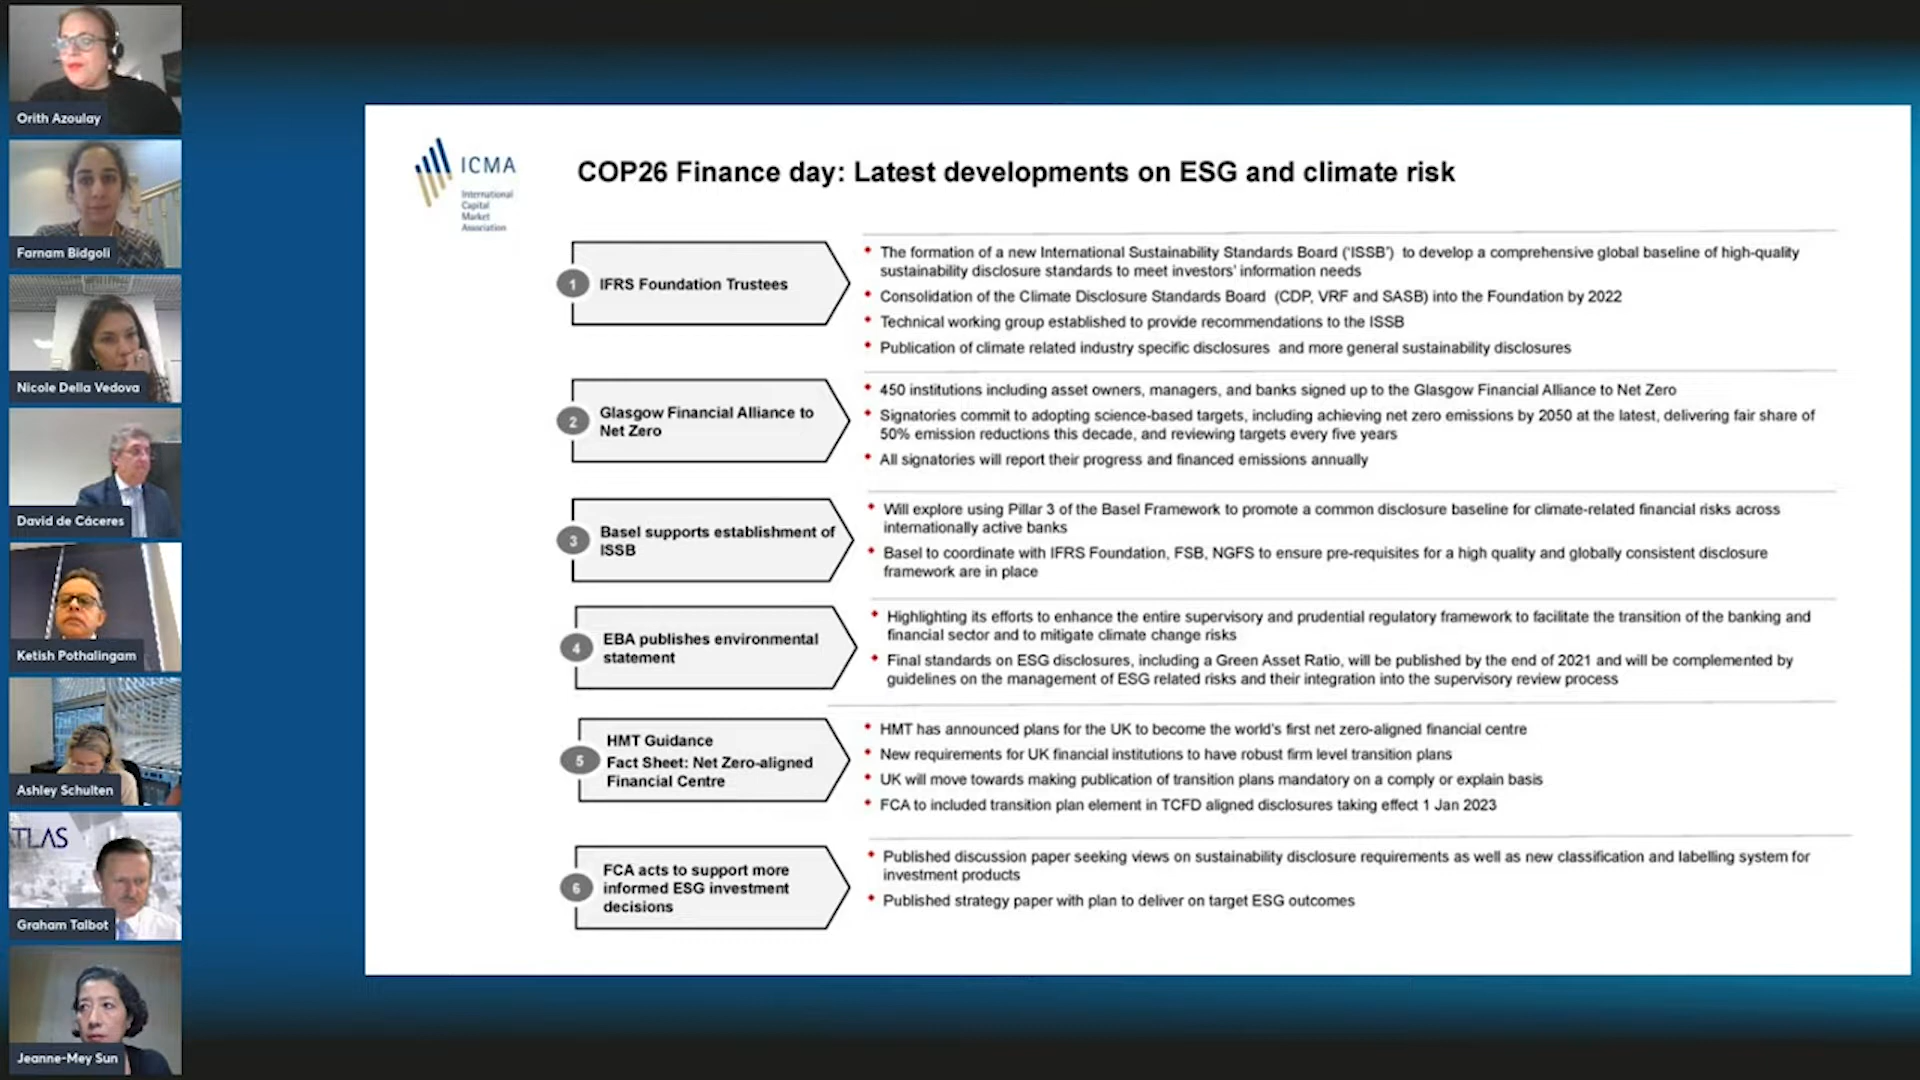 Orith Azoulay
Farnam Bidgoli
Nicole Della Vedova
David de Cáceres
Ketish Pothalingam
Ashley Schulten
TLAS
Graham Talbot
Jeanne-Mey Sun
ICMA
International
Capital
Market
Association
COP26 Finance day: Latest developments on ESG and climate risk
1
IFRS Foundation Trustees
The formation of a new International Sustainability Standards Board ('ISSB') to develop a comprehensive global baseline of high-quality
sustainability disclosure standards to meet investors' information needs
Consolidation of the Climate Disclosure Standards Board (CDP, VRF and SASB) into the Foundation by 2022
Technical working group established to provide recommendations to the ISSB
Publication of climate related industry specific disclosures and more general sustainability disclosures
2
Glasgow Financial Alliance to
Net Zero
450 institutions including asset owners, managers, and banks signed up to the Glasgow Financial Alliance to Net Zero
Signatories commit to adopting science-based targets, including achieving net zero emissions by 2050 at the latest, delivering fair share of
50% emission reductions this decade, and reviewing targets every five years
All signatories will report their progress and financed emissions annually
3
Basel supports establishment of
ISSB
Will explore using Pillar 3 of the Basel Framework to promote a common disclosure baseline for climate-related financial risks across
internationally active banks
Basel to coordinate with IFRS Foundation, FSB, NGFS to ensure pre-requisites for a high quality and globally consistent disclosure
framework are in place
4
EBA publishes environmental
statement
Highlighting its efforts to enhance the entire supervisory and prudential regulatory framework to facilitate the transition of the banking and
financial sector and to mitigate climate change risks
Final standards on ESG disclosures, including a Green Asset Ratio, will be published by the end of 2021 and will be complemented by
guidelines on the management of ESG related risks and their integration into the supervisory review process
5
HMT Guidance
Fact Sheet: Net Zero-aligned
Financial Centre
HMT has announced plans for the UK to become the world's first net zero-aligned financial centre
New requirements for UK financial institutions to have robust firm level transition plans
UK will move towards making publication of transition plans mandatory on a comply or explain basis
FCA to included transition plan element in TCFD aligned disclosures taking effect 1 Jan 2023
6
FCA acts to support more
informed ESG investment
decisions
Published discussion paper seeking views on sustainability disclosure requirements as well as new classification and labelling system for
investment products
Published strategy paper with plan to deliver on target ESG outcomes